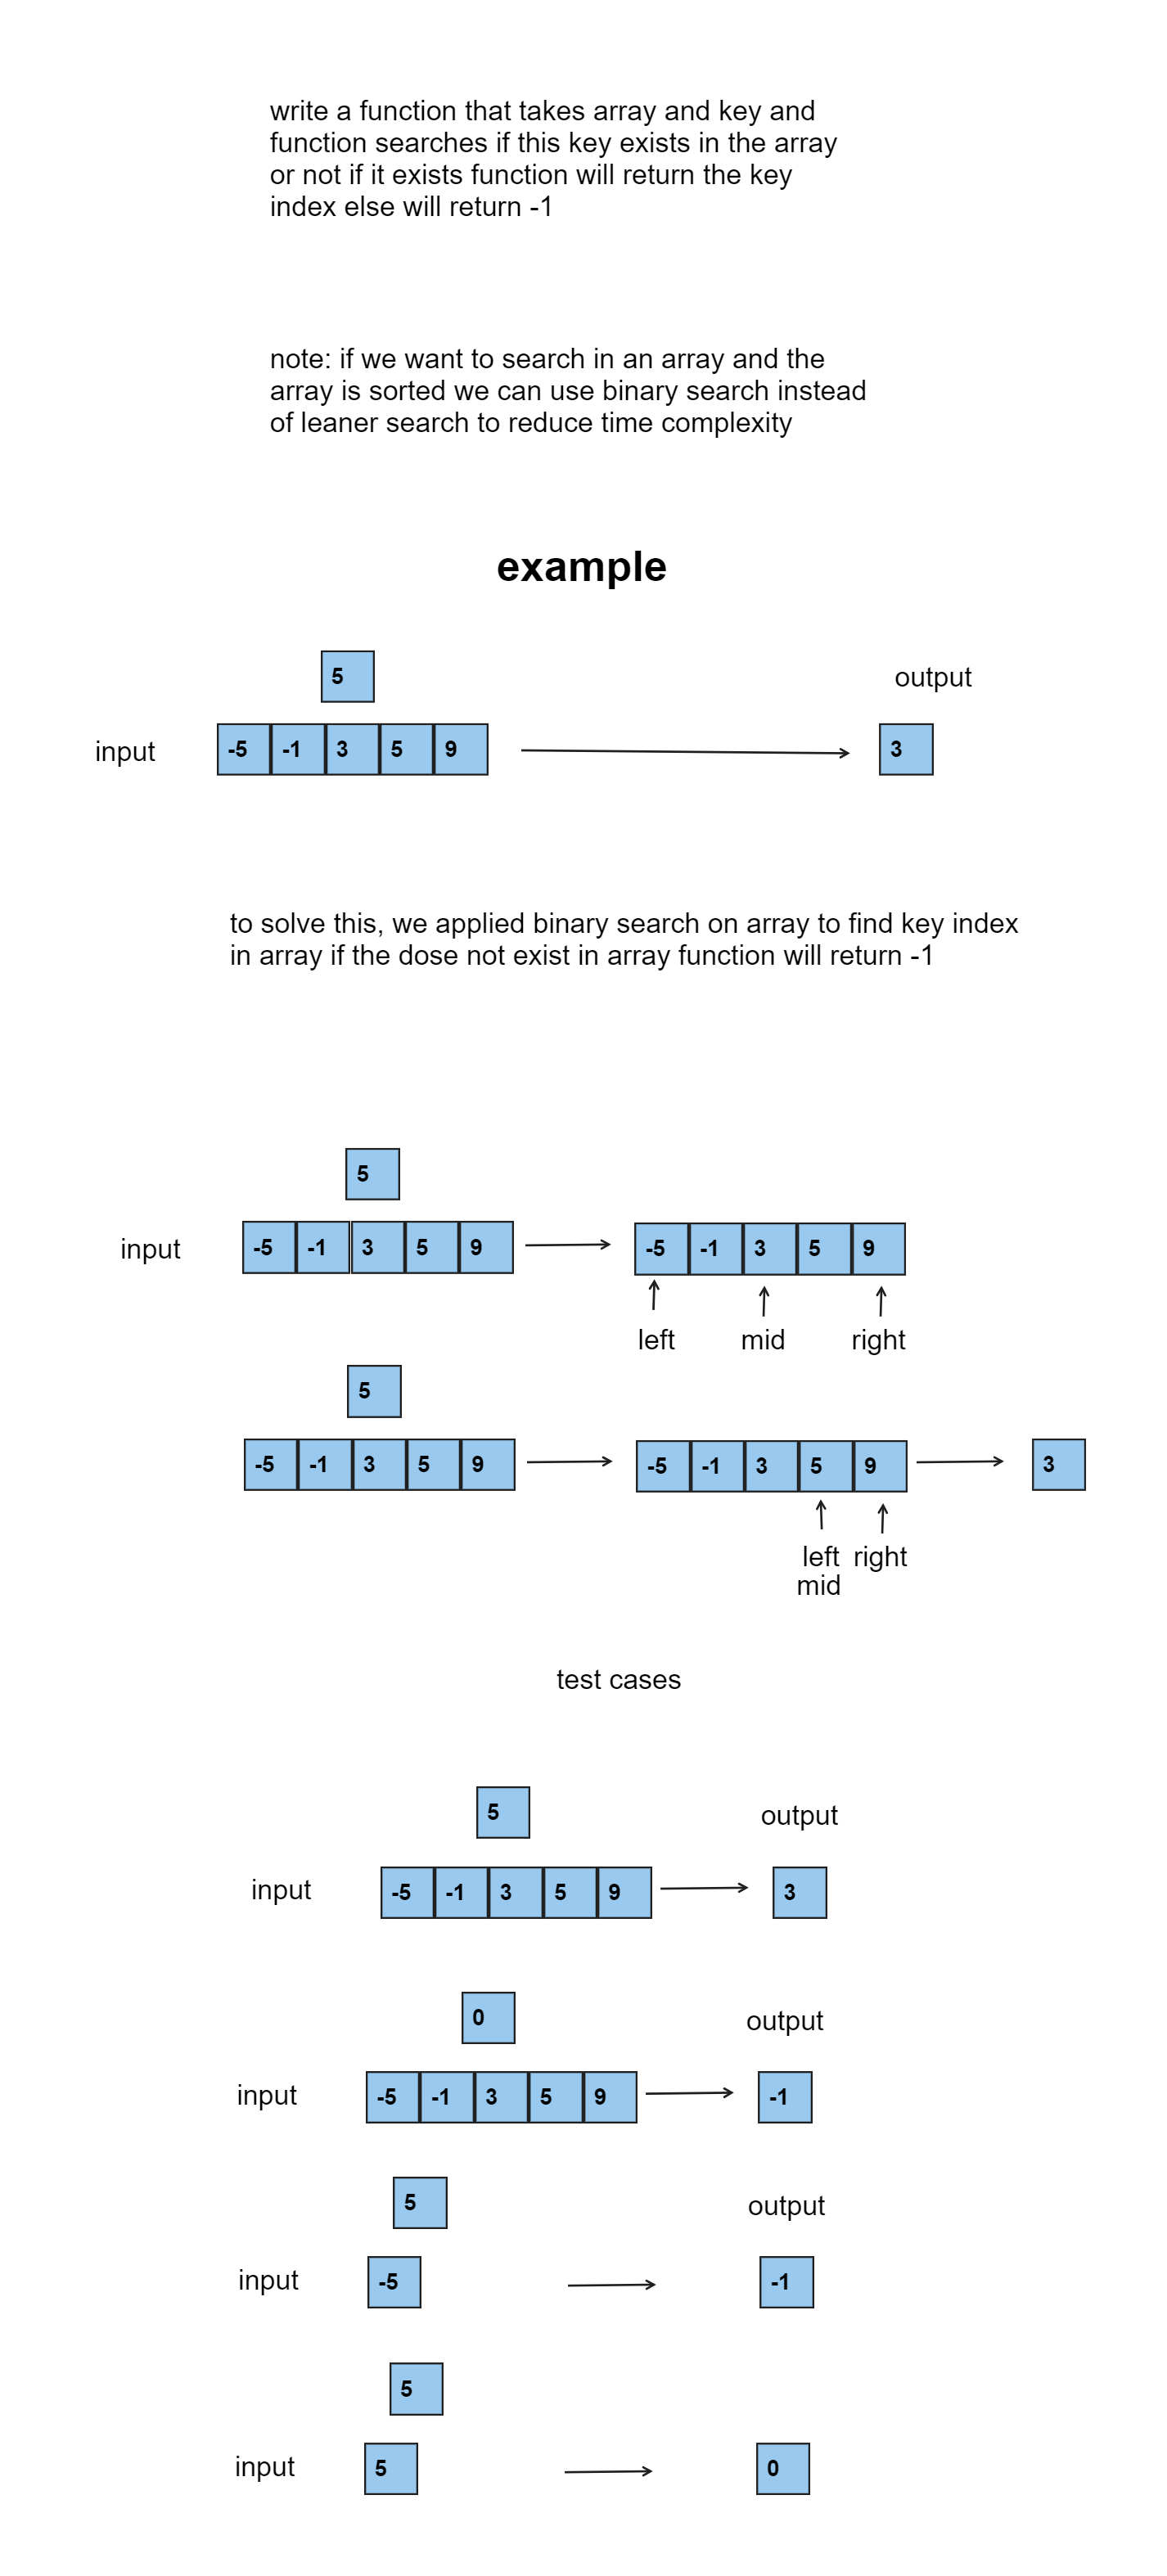 write a function that takes array and key and
function searches if this key exists in the array
or not if it exists function will return the key
index else will return -1
note: if we want to search in an array and the
array is sorted we can use binary search instead
of leaner search to reduce time complexity
example
5
output
input -5 -1 3 5 9 3
to solve this, we applied binary search on array to find key index
in array if the dose not exist in array function will return -1
5
input -5 -1 3 5 9 -5 -1 3 5 9
left mid right
5
-5 -1 3 5 9 -5 -1 3 5 9 3
left right
mid
test cases
5 output
input -5 -1 3 5 9 3
0 output
input -5 -1 3 5 9 -1
5 output
input -5 -1
5
input 5 0